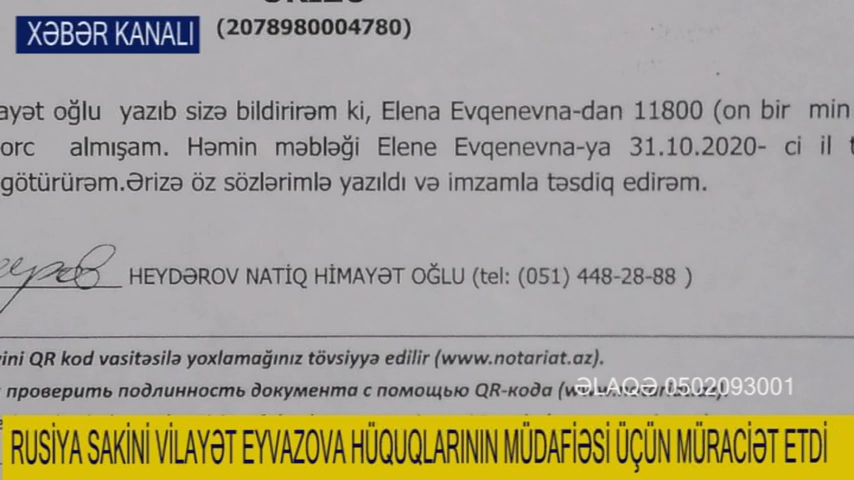 XƏBƏR KANALI
(2078980004780)
ayət oğlu yazıb sizə bildirirəm ki, Elena Evqenevna-dan 11800 (on bir min
orc almışam. Həmin məbləği Elene Evqenevna-ya 31.10.2020- ci il t
götürürəm.Ərizə öz sözlərimlə yazıldı və imzamla təsdiq edirəm.
HEYDƏROV NATİQ HİMAYƏT OĞLU (tel: (051) 448-28-88 )
ini QR kod vasitəsilə yoxlamağınız tövsiyyə edilir (www.notariat.az).
проверить подлинность документа с помощью QR-кода (www.notariat.az).
ƏLAQƏ 0502093001
RUSİYA SAKİNİ VİLAYƏT EYVAZOVA HÜQUQLARININ MÜDAFİƏSİ ÜÇÜN MÜRACİƏT ETDİ